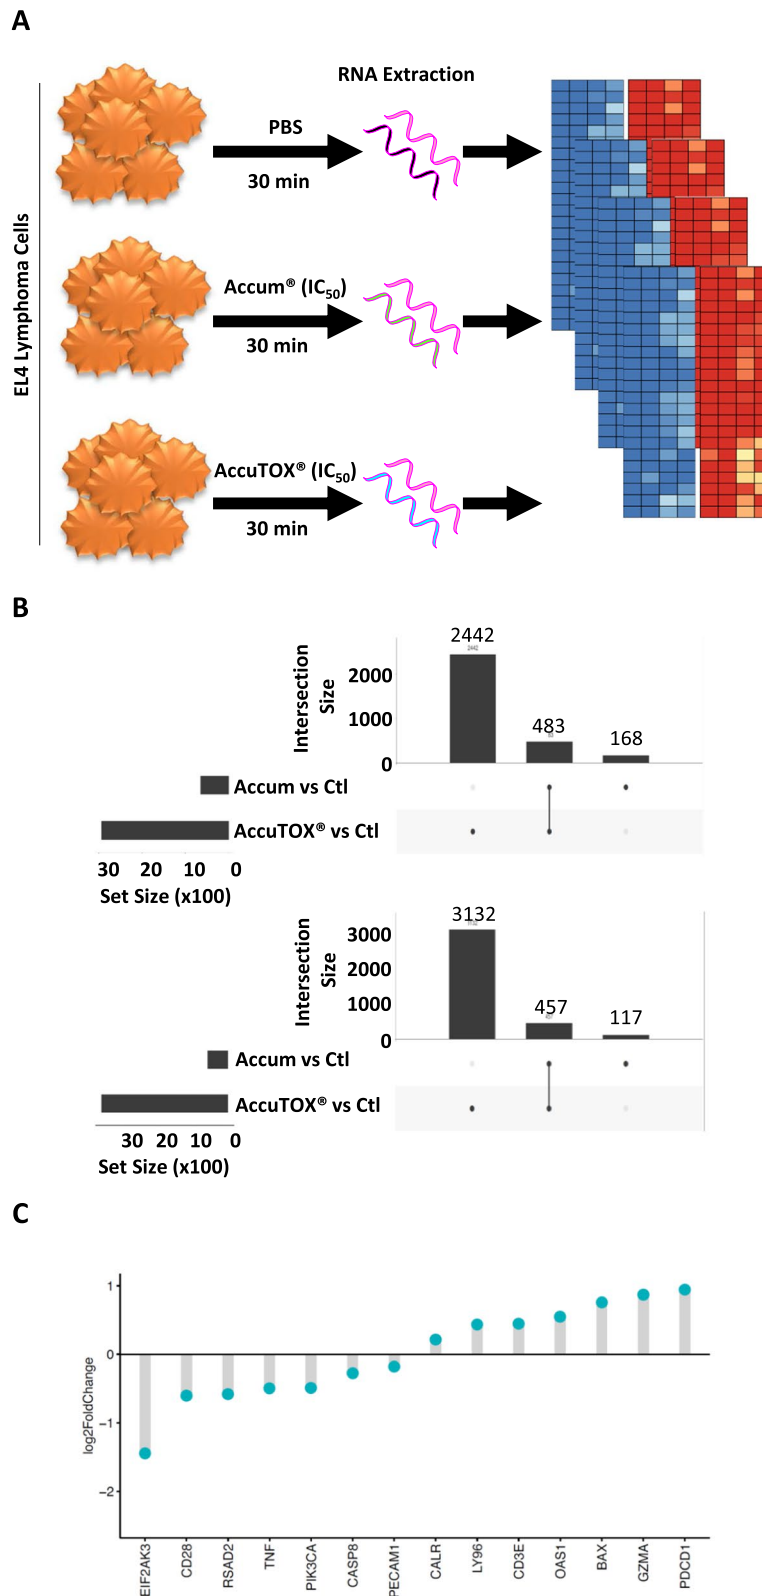 A
RNA Extraction
PBS
30 min
EL4 Lymphoma Cells
Accum® (IC50)
30 min
AccuTOX® (IC50)
30 min
B
Intersection
Size
2000
1000
0
2442
2442
483
168
Accum vs Ctl
AccuTOX® vs Ctl
30 20 10 0
Set Size (x100)
Intersection
Size
3000
2000
1000
0
3132
457
117
Accum vs Ctl
AccuTOX® vs Ctl
30 20 10 0
Set Size (x100)
C
log2FoldChange
1
0
−1
−2
EIF2AK3
CD28
RSAD2
TNF
PIK3CA
CASP8
PECAM1
CALR
LY96
CD3E
OAS1
BAX
GZMA
PDCD1